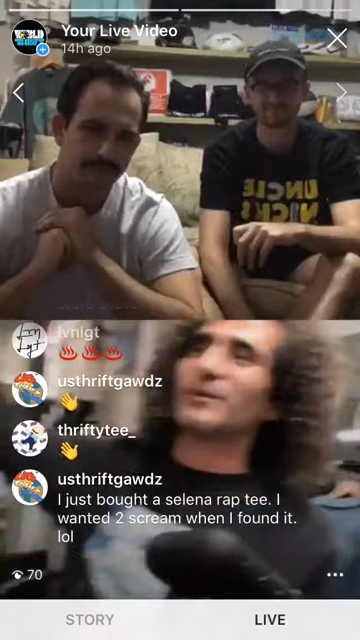 Your Live Video
14h ago
WORLD
UNCLE
NICK'S
lvnlgt
♨️♨️♨️
usthriftgawdz
👋
thriftytee_
👋
usthriftgawdz
I just bought a selena rap tee. I
wanted 2 scream when I found it.
lol
70
STORY
LIVE